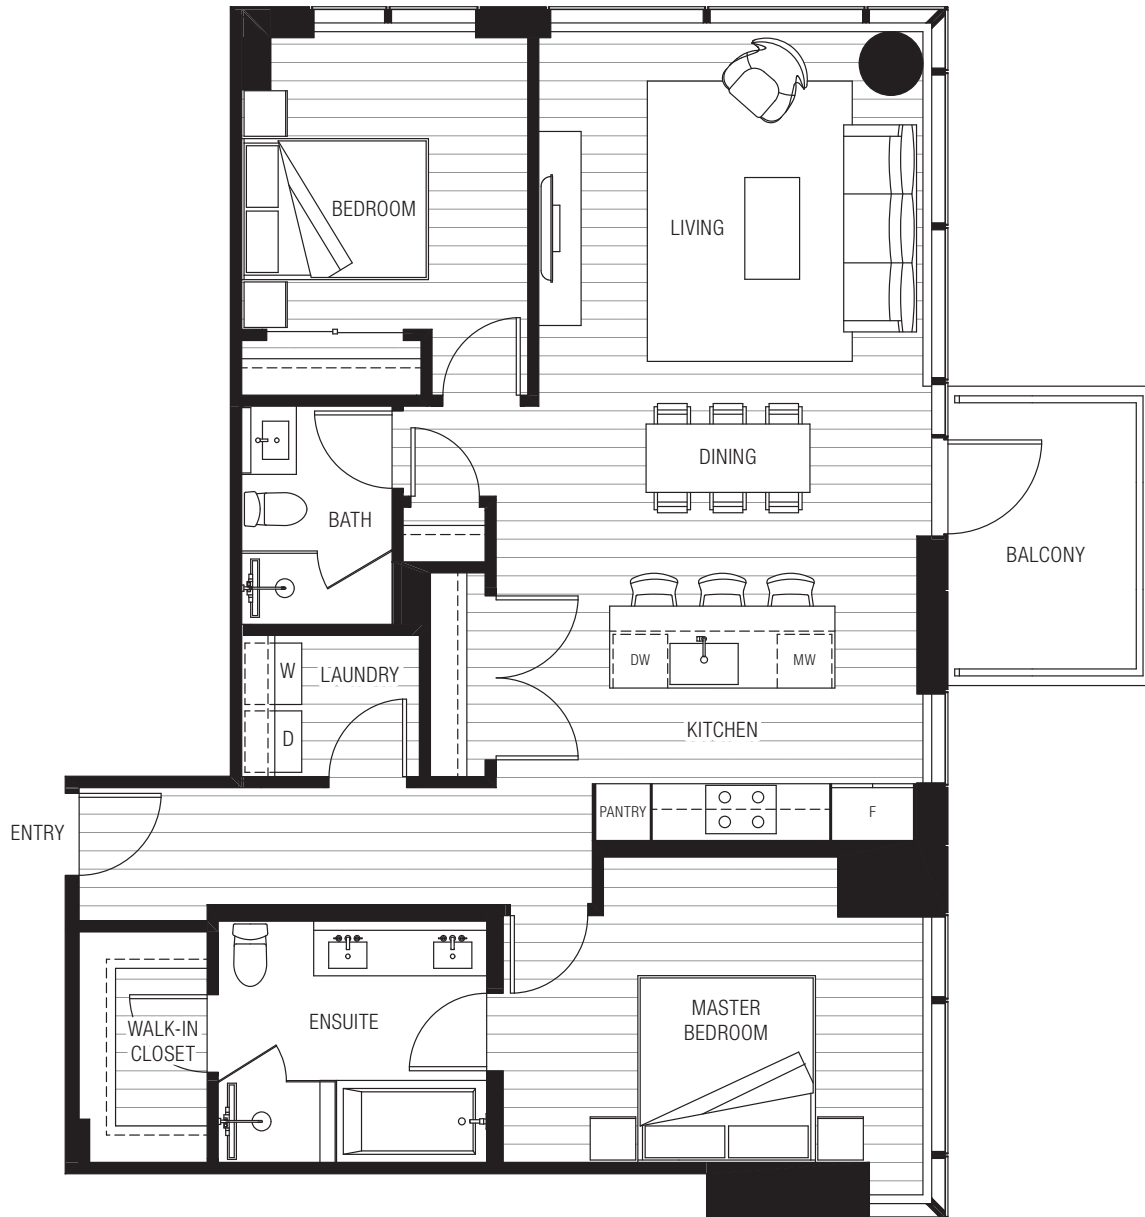 BEDROOM
LIVING
DINING
BATH
BALCONY
DW
MW
W
LAUNDRY
D
KITCHEN
PANTRY
F
ENTRY
MASTER
BEDROOM
ENSUITE
WALK-IN
CLOSET